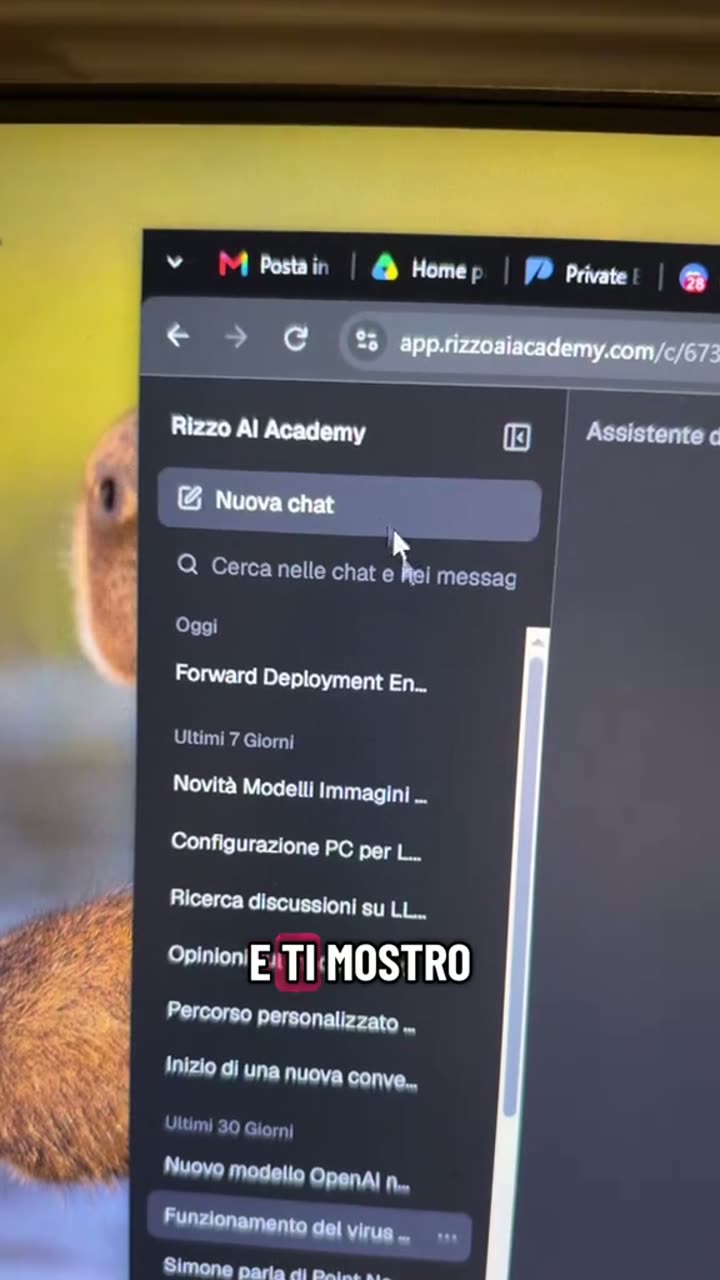 Posta in
Home p
Private E
28
app.rizzoaiacademy.com/c/673
Rizzo AI Academy
Assistente d
Nuova chat
Cerca nelle chat e nei messag
Oggi
Forward Deployment En...
Ultimi 7 Giorni
Novità Modelli Immagini ...
Configurazione PC per L...
Ricerca discussioni su LL...
Opinioni
E TI MOSTRO
Percorso personalizzato ...
Inizio di una nuova conve...
Ultimi 30 Giorni
Nuovo modello OpenAI n...
Funzionamento del virus ...
Simone parla di Point